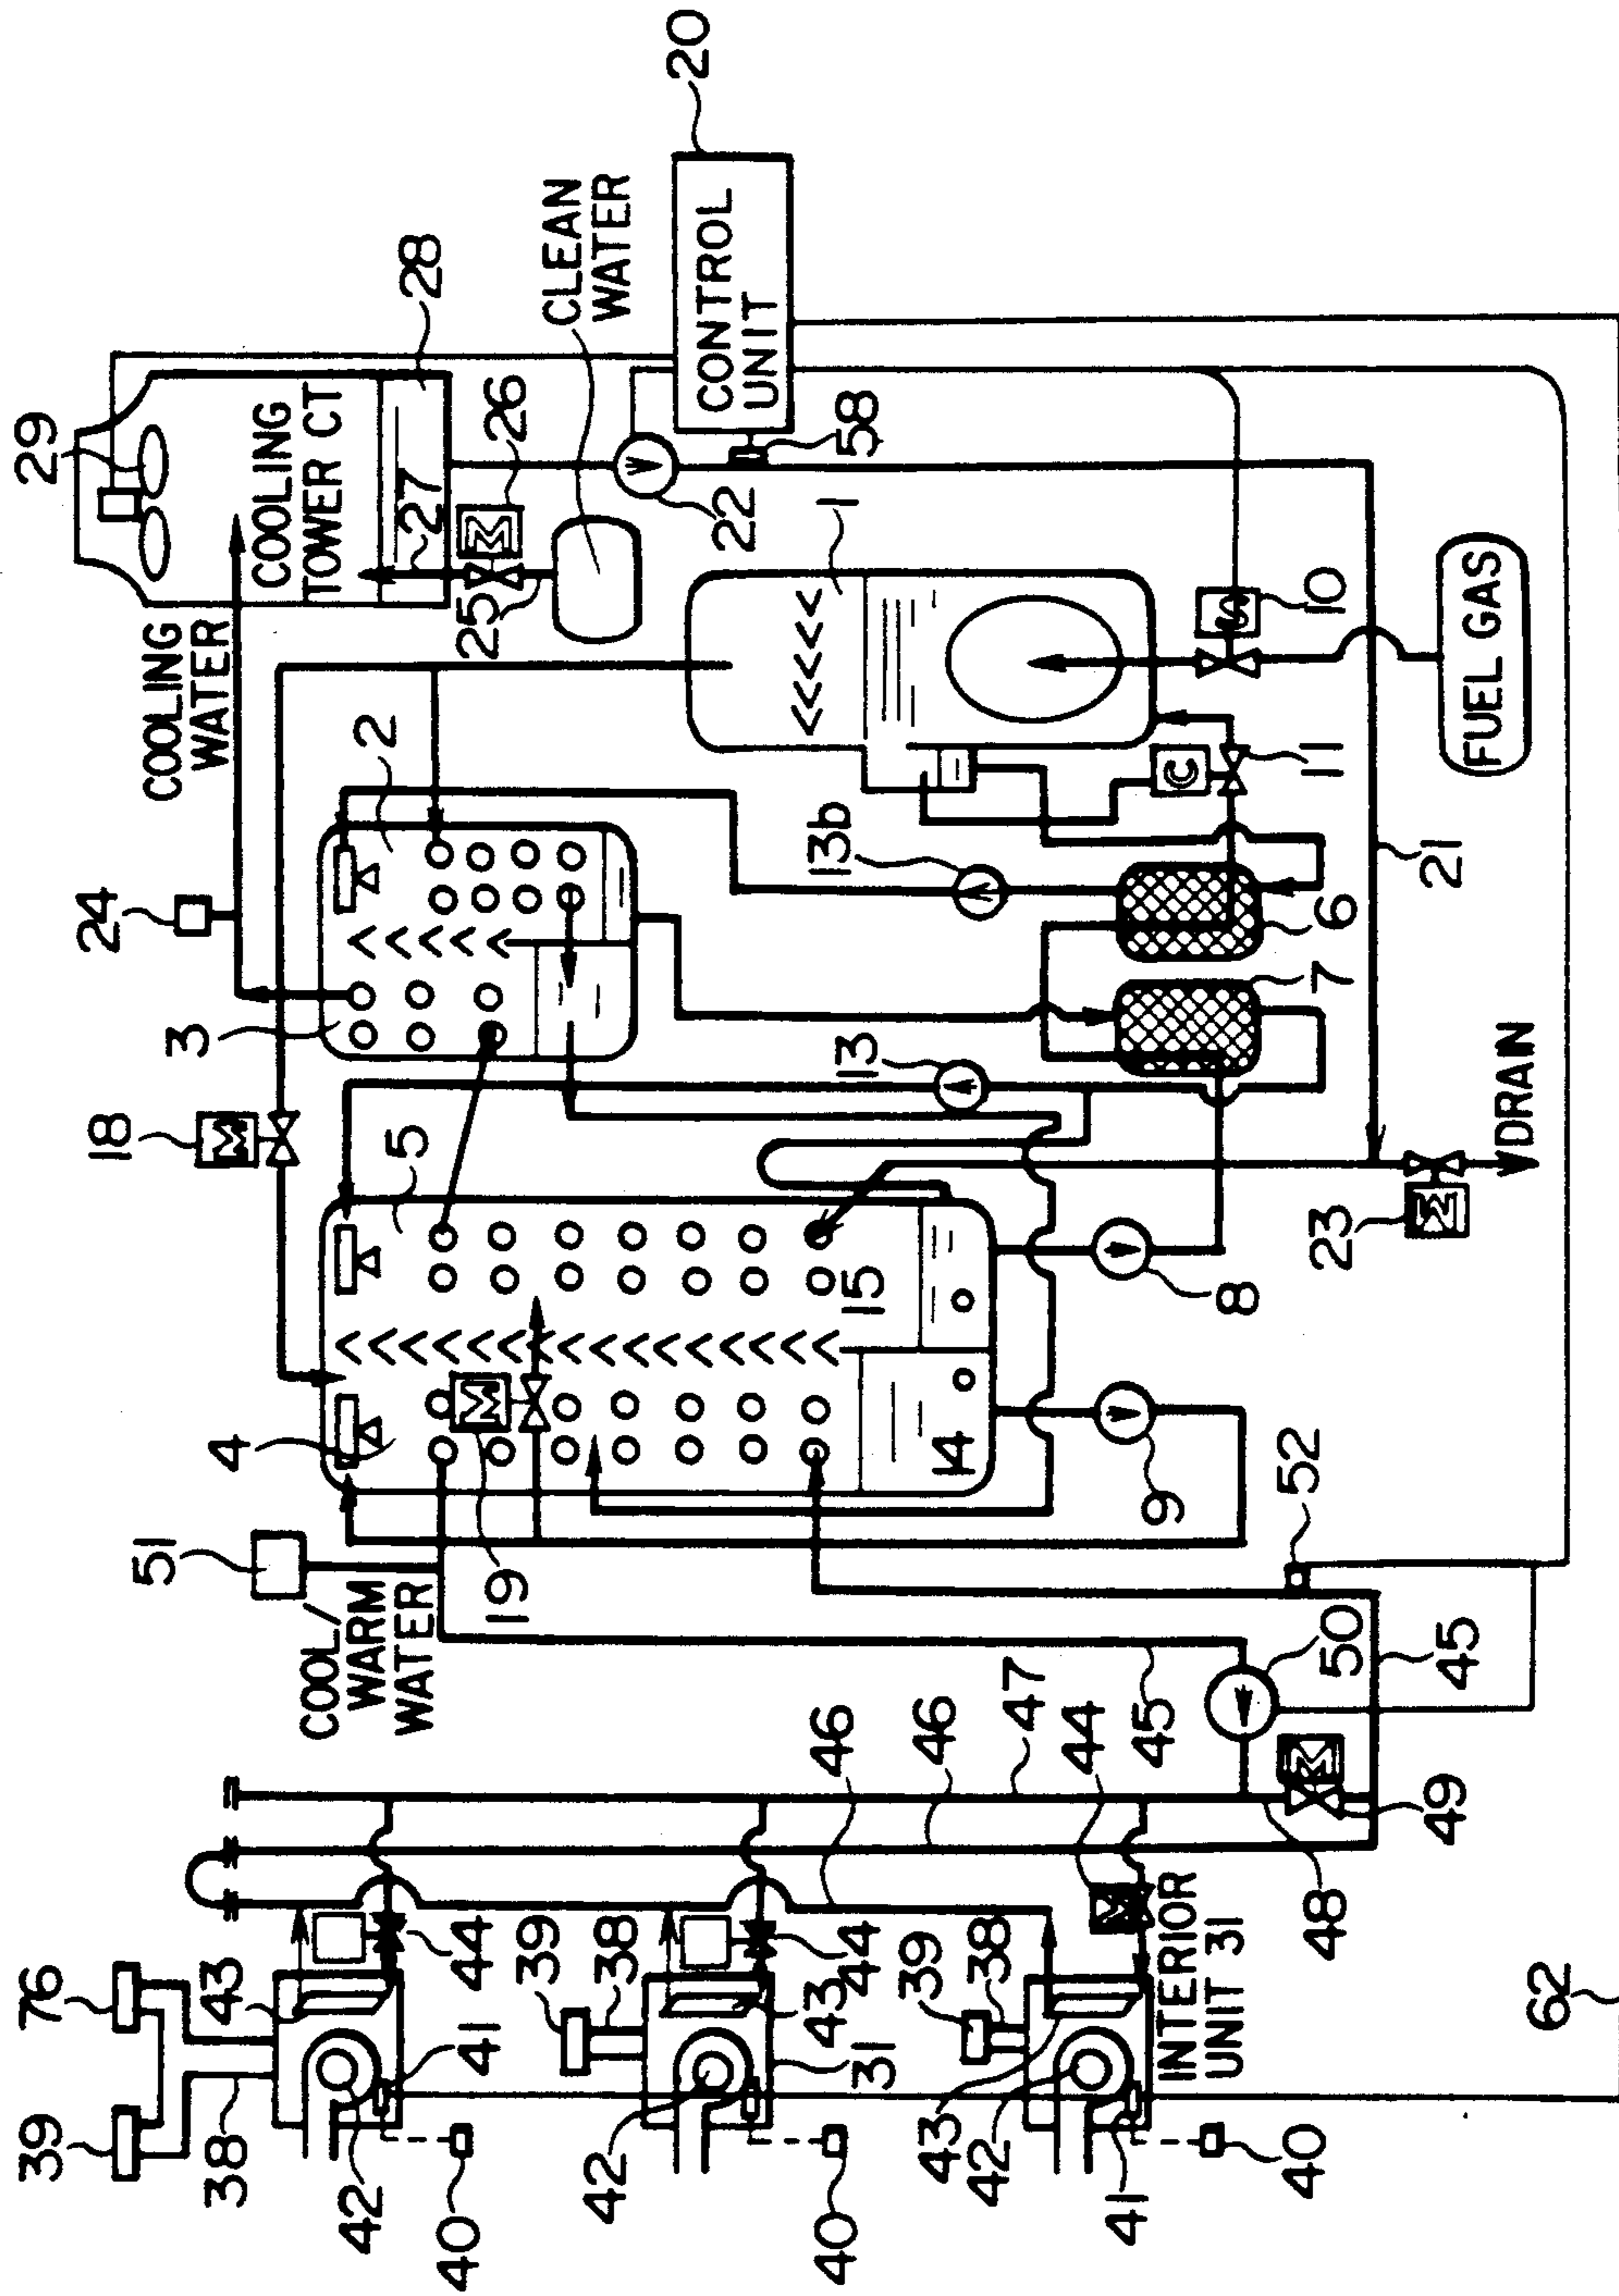 39
76
29
24
18
M
51
COOLING
WATER
3
38
43
4
COOLING
TOWER CT
COOL/
WARM
WATER
42
2
5
27
28
40
44
41
M
19
M
25
26
39
38
CLEAN
WATER
42
20
CONTROL
UNIT
22
40
43
44
31
46
15
13
13b
1
58
39
43
46
14
38
42
47
44
M
41
45
9
C
INTERIOR
UNIT 31
8
S
40
48
M
50
52
23
7
6
11
10
49
45
M
21
FUEL GAS
DRAIN
62